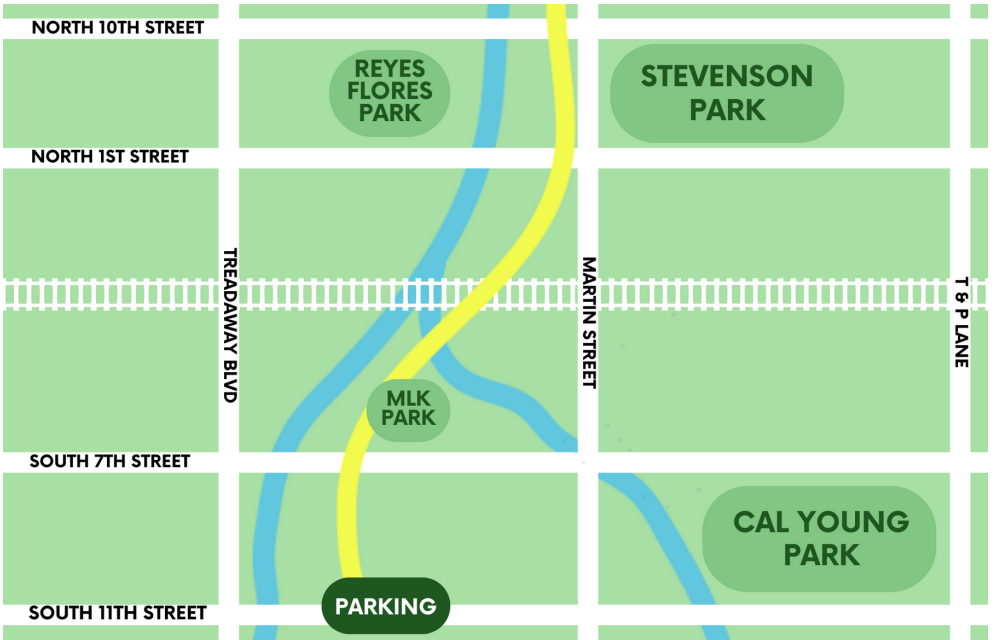 NORTH 10TH STREET
REYES
FLORES
PARK
STEVENSON
PARK
NORTH 1ST STREET
TREADAWAY BLVD
MARTIN STREET
T & P LANE
MLK
PARK
SOUTH 7TH STREET
CAL YOUNG
PARK
PARKING
SOUTH 11TH STREET